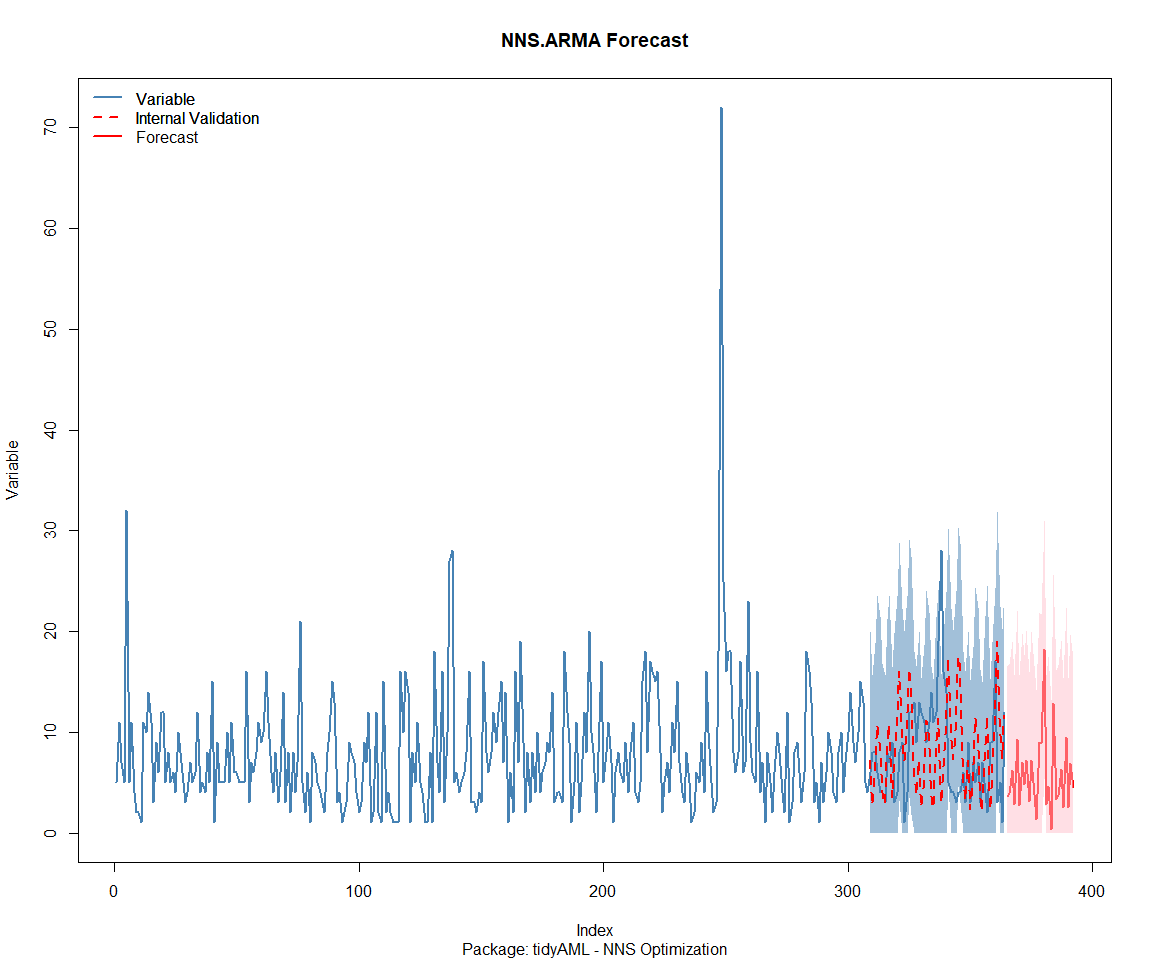 NNS.ARMA Forecast
Variable
Internal Validation
Forecast
70
60
50
40
30
20
10
0
Variable
0 100 200 300 400
Index
Package: tidyAML - NNS Optimization